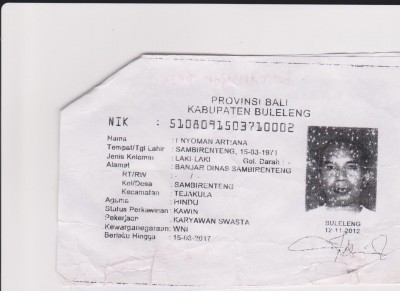 PROVINSI BALI
KABUPATEN BULELENG
NIK : 5108091503710002
Nama : I NYOMAN ARTIANA
Tempat/Tgl Lahir : SAMBIRENTENG, 15-03-1971
Jenis Kelamin : LAKI-LAKI Gol. Darah : -
Alamat : BANJAR DINAS SAMBIRENTENG
RT/RW : - / -
Kel/Desa : SAMBIRENTENG
Kecamatan : TEJAKULA
Agama : HINDU
Status Perkawinan : KAWIN
Pekerjaan : KARYAWAN SWASTA
Kewarganegaraan: WNI
Berlaku Hingga : 15-03-2017
BULELENG
12-11-2012